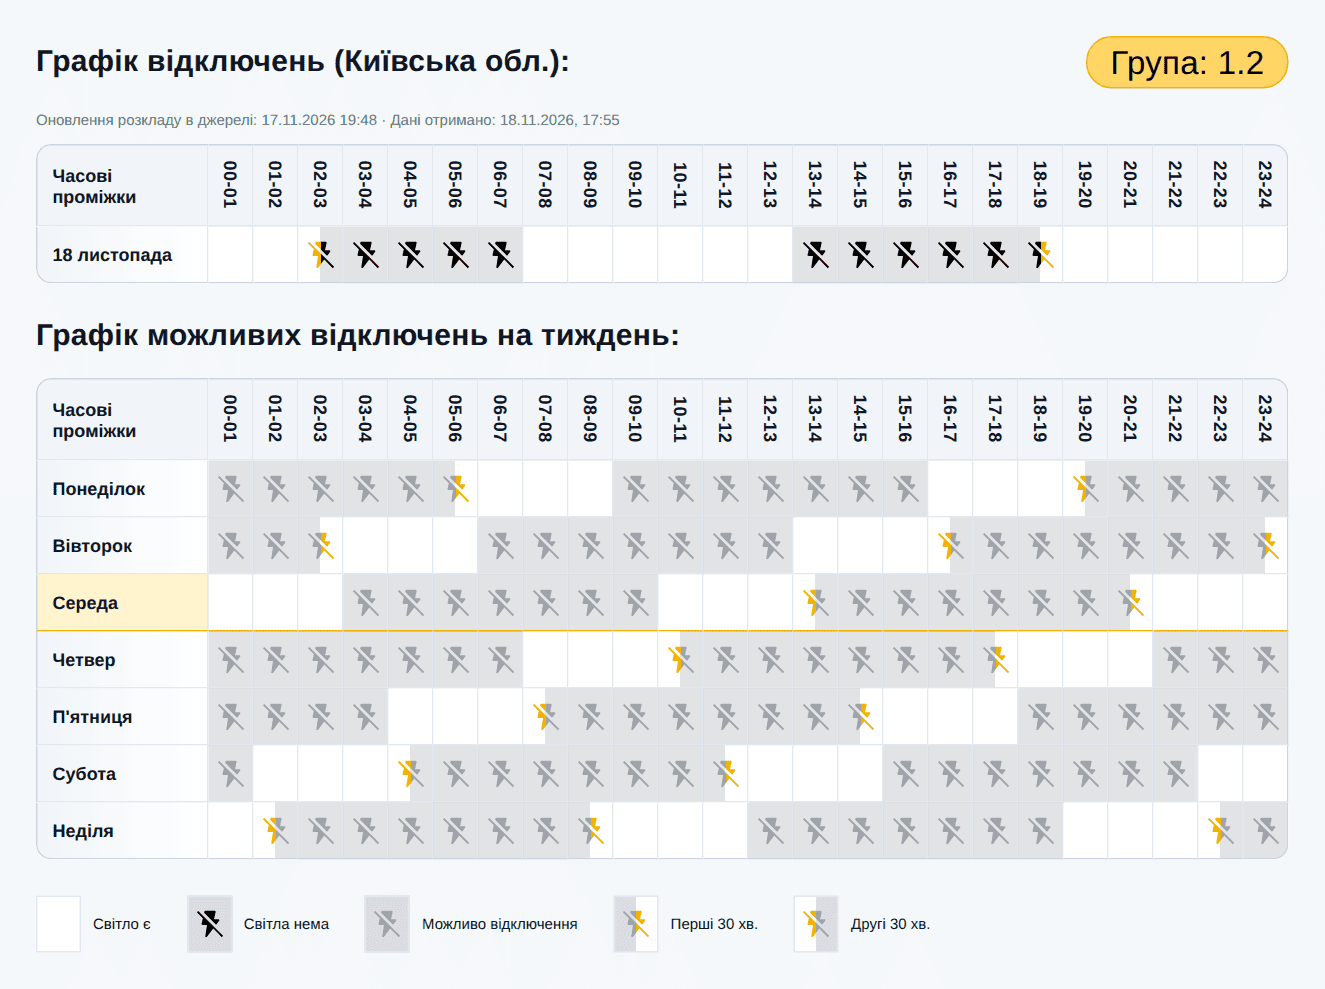 Графік відключень (Київська обл.):
Група: 1.2
Оновлення розкладу в джерелі: 17.11.2026 19:48 · Дані отримано: 18.11.2026, 17:55
Часові
проміжки
00-01 01-02 02-03 03-04 04-05 05-06 06-07 07-08 08-09 09-10 10-11 11-12 12-13 13-14 14-15 15-16 16-17 17-18 18-19 19-20 20-21 21-22 22-23 23-24
18 листопада
Графік можливих відключень на тиждень:
Часові
проміжки
00-01 01-02 02-03 03-04 04-05 05-06 06-07 07-08 08-09 09-10 10-11 11-12 12-13 13-14 14-15 15-16 16-17 17-18 18-19 19-20 20-21 21-22 22-23 23-24
Понеділок
Вівторок
Середа
Четвер
П'ятниця
Субота
Неділя
Світло є
Світла нема
Можливо відключення
Перші 30 хв.
Другі 30 хв.